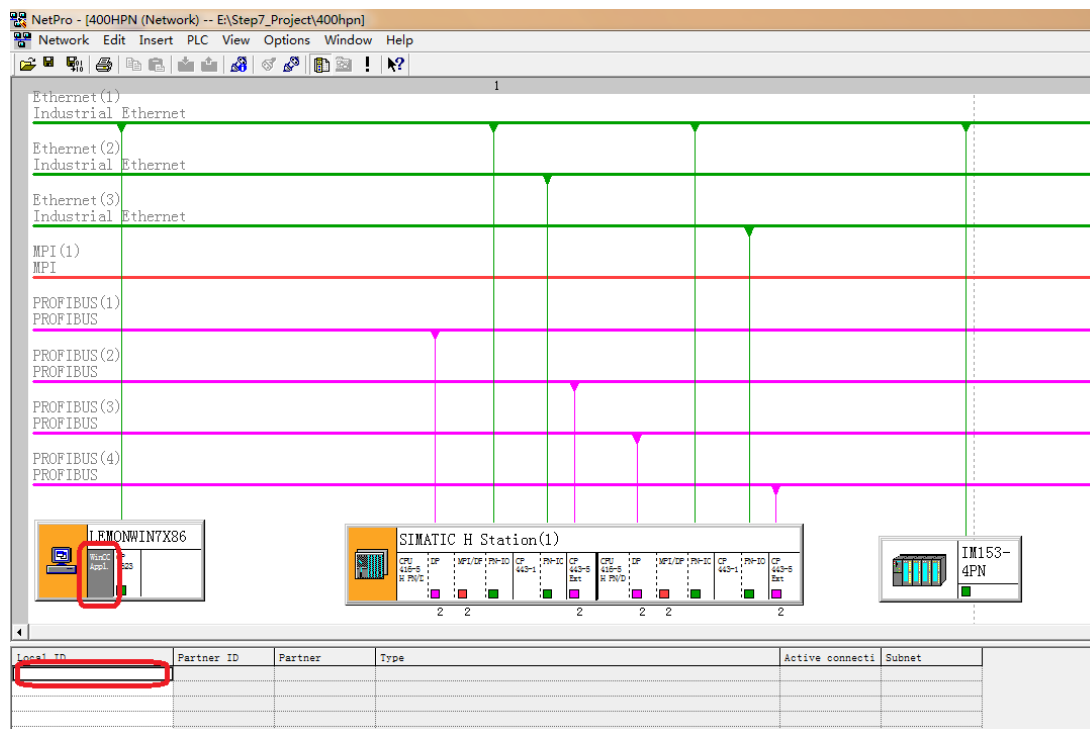 NetPro - [400HPN (Network) -- E:\Step7_Project\400hpn]
Network Edit Insert PLC View Options Window Help
1
Ethernet(1)
Industrial Ethernet
Ethernet(2)
Industrial Ethernet
Ethernet(3)
Industrial Ethernet
MPI(1)
MPI
PROFIBUS(1)
PROFIBUS
PROFIBUS(2)
PROFIBUS
PROFIBUS(3)
PROFIBUS
PROFIBUS(4)
PROFIBUS
LEMONWIN7X86
WinCC
Appl.
SIMATIC H Station(1)
CPU DP MPI/DP PN-IO CP PN-IO CP CPU DP MPI/DP PN-IO CP PN-IO CP
416-5 443-1 443-5 416-5 443-1 443-5
H PN/D Ext H PN/D Ext
2 2 2 2 2 2
IM153-
4PN
Local ID Partner ID Partner Type Active connecti Subnet